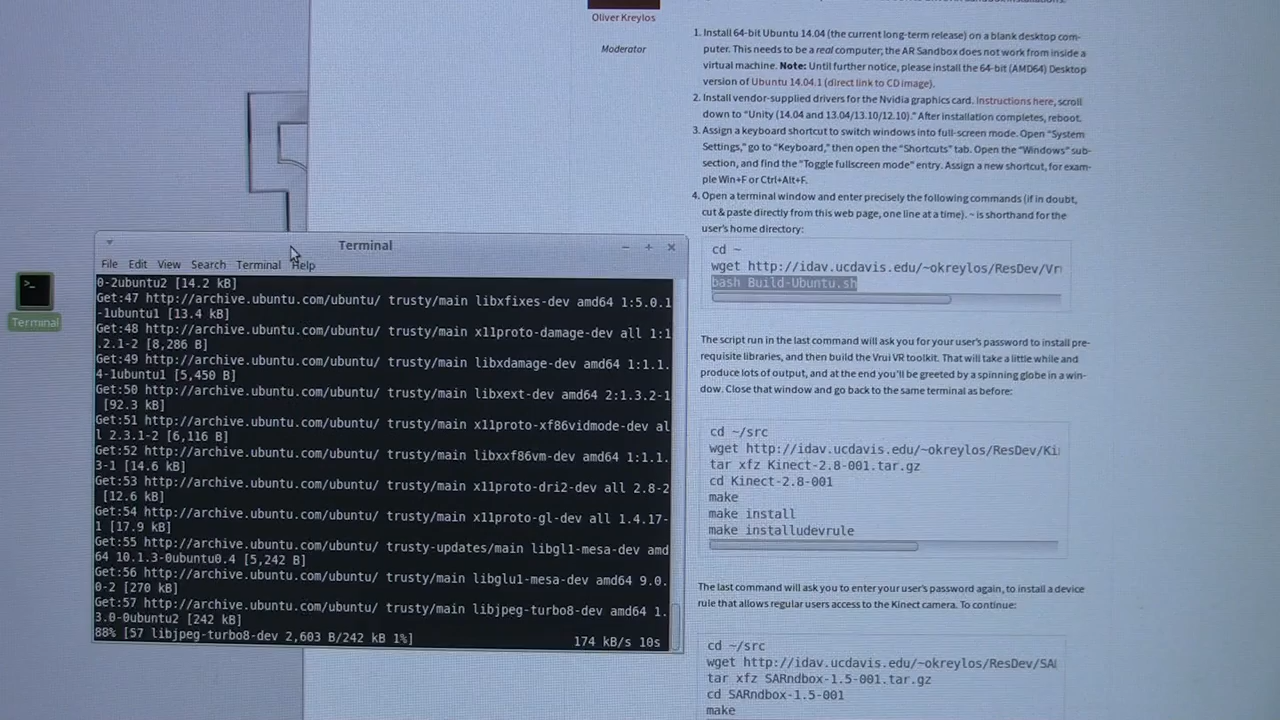 Oliver Kreylos
Moderator
1. Install 64-bit Ubuntu 14.04 (the current long-term release) on a blank desktop com-
puter. This needs to be a real computer; the AR Sandbox does not work from inside a
virtual machine. Note: Until further notice, please install the 64-bit (AMD64) Desktop
version of Ubuntu 14.04.1 (direct link to CD image).
2. Install vendor-supplied drivers for the Nvidia graphics card. Instructions here, scroll
down to "Unity (14.04 and 13.04/13.10/12.10)." After installation completes, reboot.
3. Assign a keyboard shortcut to switch windows into full-screen mode. Open "System
Settings," go to "Keyboard," then open the "Shortcuts" tab. Open the "Windows" sub-
section, and find the "Toggle fullscreen mode" entry. Assign a new shortcut, for exam-
ple Win+F or Ctrl+Alt+F.
4. Open a terminal window and enter precisely the following commands (if in doubt,
cut & paste directly from this web page, one line at a time). ~ is shorthand for the
user's home directory:
cd ~
wget http://idav.ucdavis.edu/~okreylos/ResDev/Vru
bash Build-Ubuntu.sh
The script run in the last command will ask you for your user's password to install pre-
requisite libraries, and then build the Vrui VR toolkit. That will take a little while and
produce lots of output, and at the end you'll be greeted by a spinning globe in a win-
dow. Close that window and go back to the same terminal as before:
cd ~/src
wget http://idav.ucdavis.edu/~okreylos/ResDev/Ki
tar xfz Kinect-2.8-001.tar.gz
cd Kinect-2.8-001
make
make install
make installudevrule
The last command will ask you to enter your user's password again, to install a device
rule that allows regular users access to the Kinect camera. To continue:
cd ~/src
wget http://idav.ucdavis.edu/~okreylos/ResDev/SA
tar xfz SARndbox-1.5-001.tar.gz
cd SARndbox-1.5-001
make
Terminal
Terminal
File Edit View Search Terminal Help
0-2ubuntu2 [14.2 kB]
Get:47 http://archive.ubuntu.com/ubuntu/ trusty/main libxfixes-dev amd64 1:5.0.1
-1ubuntu1 [13.4 kB]
Get:48 http://archive.ubuntu.com/ubuntu/ trusty/main x11proto-damage-dev all 1:1
.2.1-2 [8,286 B]
Get:49 http://archive.ubuntu.com/ubuntu/ trusty/main libxdamage-dev amd64 1:1.1.
4-1ubuntu1 [5,450 B]
Get:50 http://archive.ubuntu.com/ubuntu/ trusty/main libxext-dev amd64 2:1.3.2-1
[92.3 kB]
Get:51 http://archive.ubuntu.com/ubuntu/ trusty/main x11proto-xf86vidmode-dev al
l 2.3.1-2 [6,116 B]
Get:52 http://archive.ubuntu.com/ubuntu/ trusty/main libxxf86vm-dev amd64 1:1.1.
3-1 [14.6 kB]
Get:53 http://archive.ubuntu.com/ubuntu/ trusty/main x11proto-dri2-dev all 2.8-2
[12.6 kB]
Get:54 http://archive.ubuntu.com/ubuntu/ trusty/main x11proto-gl-dev all 1.4.17-
1 [17.9 kB]
Get:55 http://archive.ubuntu.com/ubuntu/ trusty-updates/main libgl1-mesa-dev amd
64 10.1.3-0ubuntu0.4 [5,242 B]
Get:56 http://archive.ubuntu.com/ubuntu/ trusty/main libglu1-mesa-dev amd64 9.0.
0-2 [270 kB]
Get:57 http://archive.ubuntu.com/ubuntu/ trusty/main libjpeg-turbo8-dev amd64 1.
3.0-0ubuntu2 [242 kB]
88% [57 libjpeg-turbo8-dev 2,603 B/242 kB 1%] 174 kB/s 10s